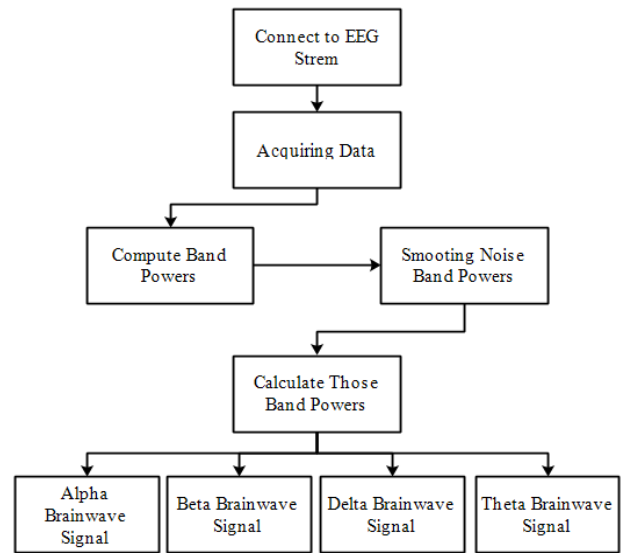 Connect to EEG
Strem
Acquiring Data
Compute Band
Powers
Smooting Noise
Band Powers
Calculate Those
Band Powers
Alpha
Brainwave
Signal
Beta Brainwave
Signal
Delta Brainwave
Signal
Theta Brainwave
Signal